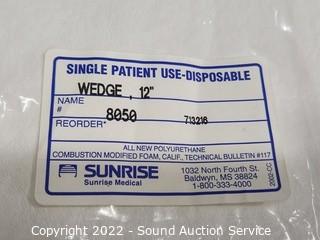 SINGLE PATIENT USE-DISPOSABLE
WEDGE , 12"
NAME
# 8050 713216
REORDER*
ALL NEW POLYURETHANE
COMBUSTION MODIFIED FOAM, CALIF., TECHNICAL BULLETIN #117
SUNRISE
Sunrise Medical
1032 North Fourth St.
Baldwyn, MS 38824
1-800-333-4000
2002-CC
Copyright 2022 - Sound Auction Service